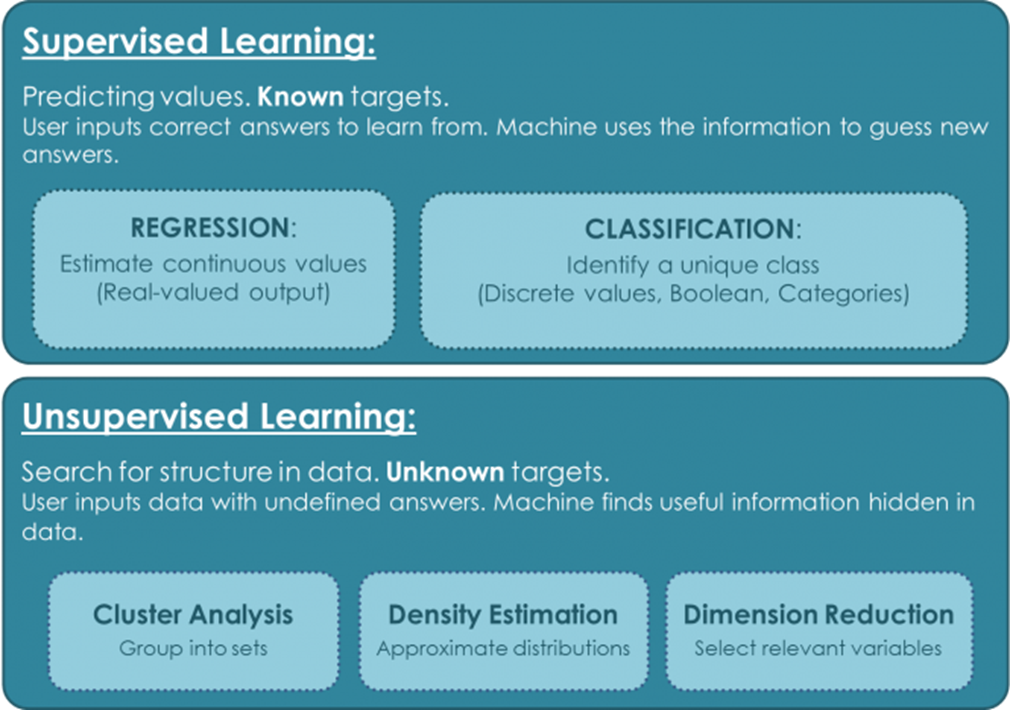 Supervised Learning:
Predicting values. Known targets.
User inputs correct answers to learn from. Machine uses the information to guess new
answers.
REGRESSION:
Estimate continuous values
(Real-valued output)
CLASSIFICATION:
Identify a unique class
(Discrete values, Boolean, Categories)
Unsupervised Learning:
Search for structure in data. Unknown targets.
User inputs data with undefined answers. Machine finds useful information hidden in
data.
Cluster Analysis
Group into sets
Density Estimation
Approximate distributions
Dimension Reduction
Select relevant variables